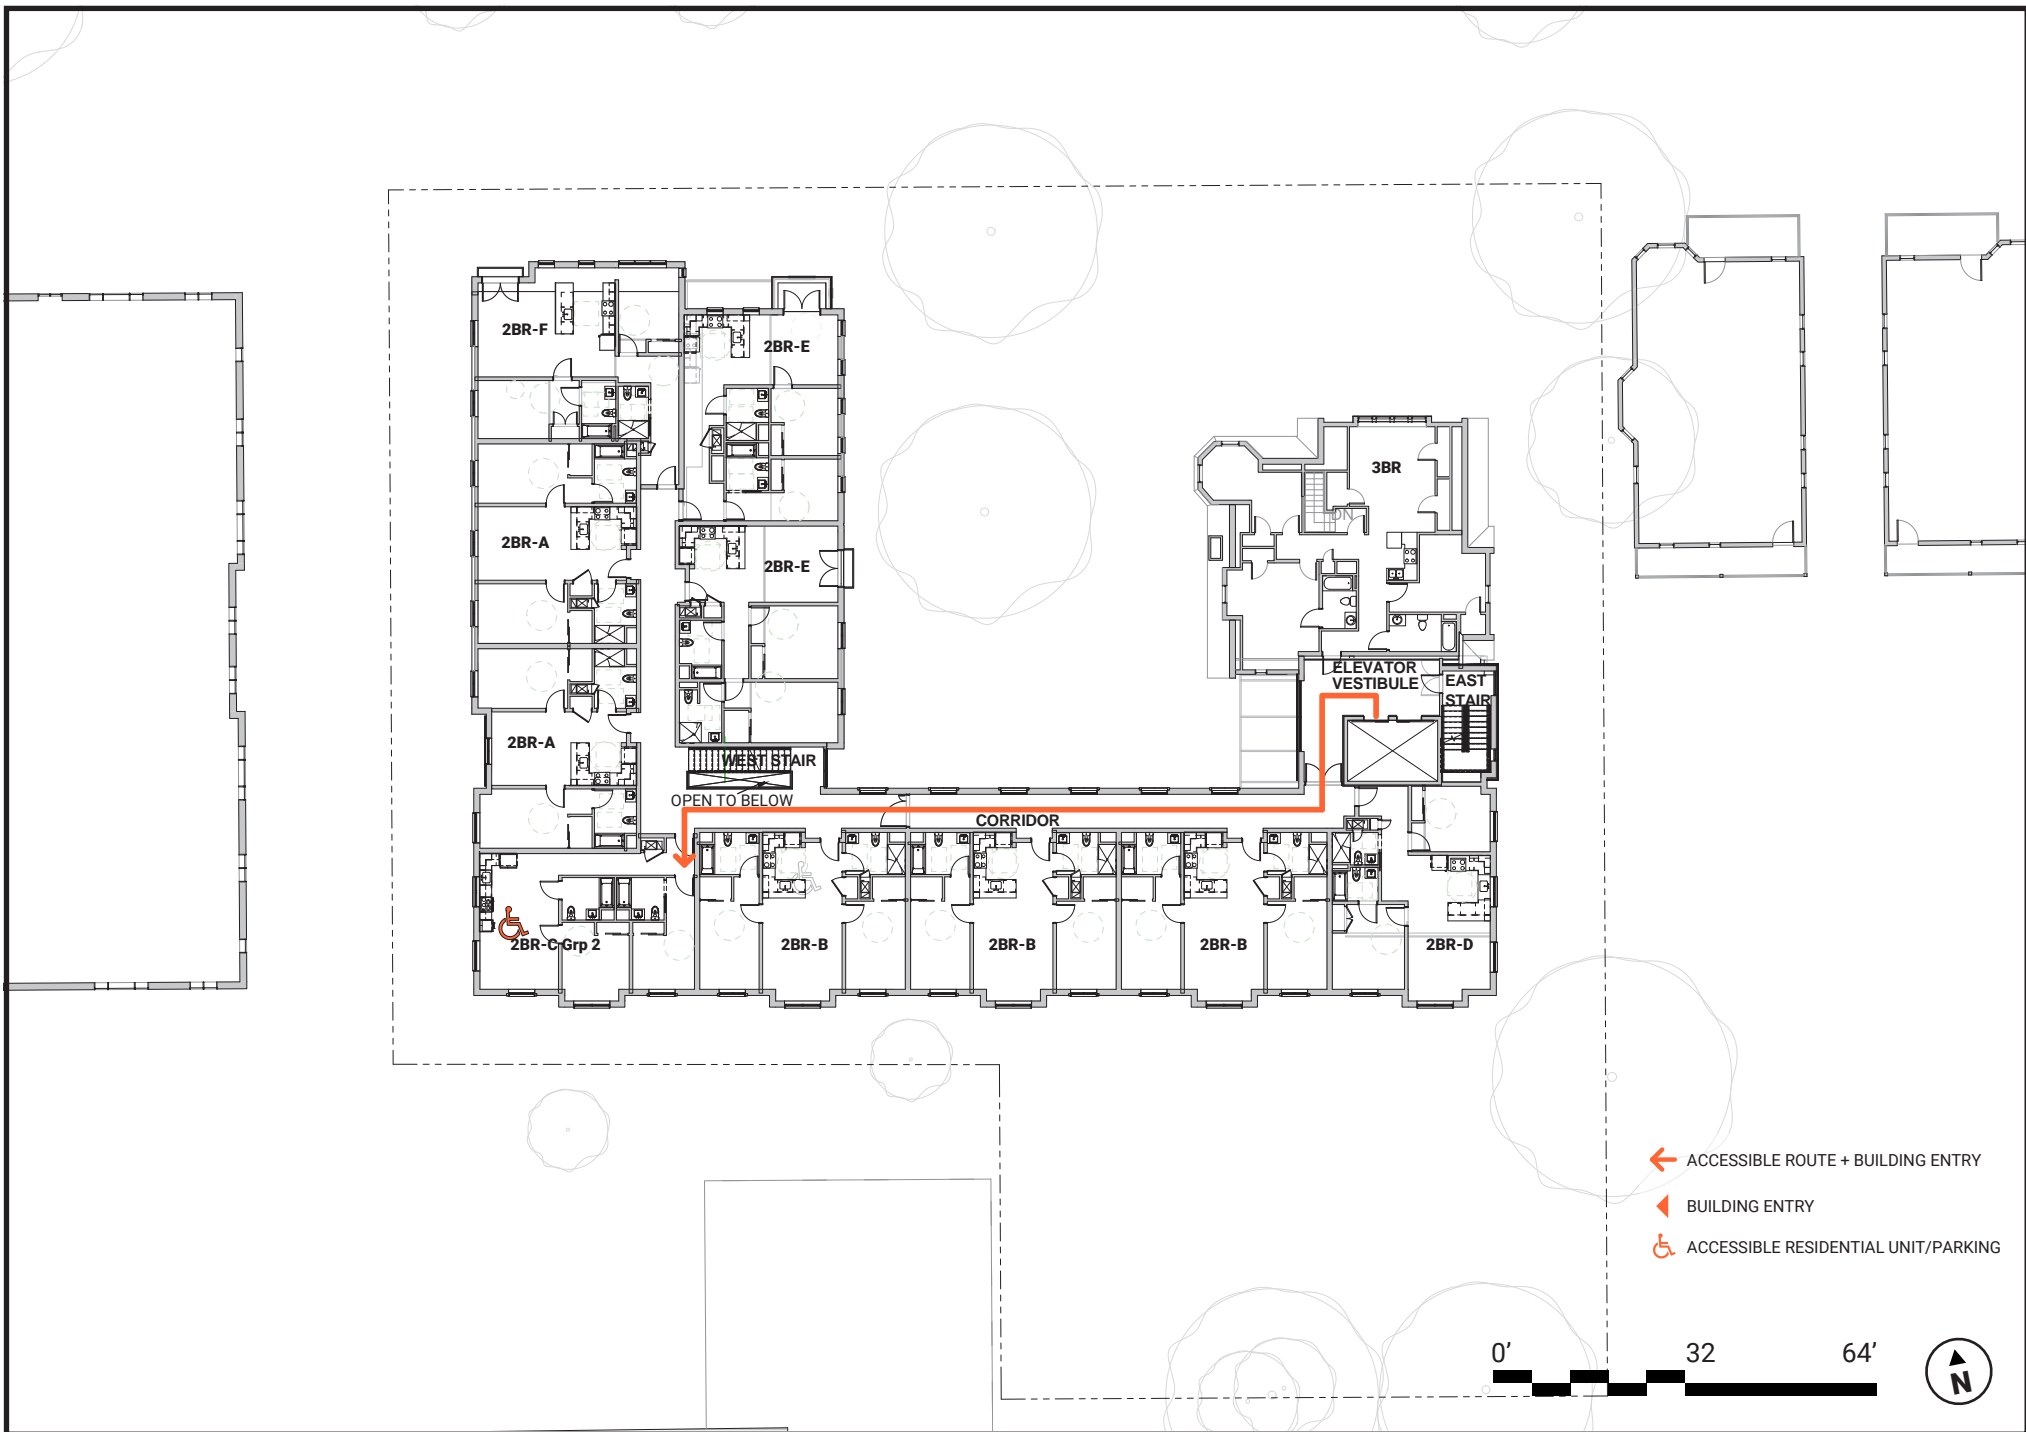 2BR-F
2BR-E
3BR
DN
2BR-A
2BR-E
ELEVATOR
VESTIBULE
EAST
STAIR
2BR-A
WEST STAIR
OPEN TO BELOW
CORRIDOR
2BR-C Grp 2
2BR-B
2BR-B
2BR-B
2BR-D
ACCESSIBLE ROUTE + BUILDING ENTRY
BUILDING ENTRY
ACCESSIBLE RESIDENTIAL UNIT/PARKING
0’ 32 64’
N